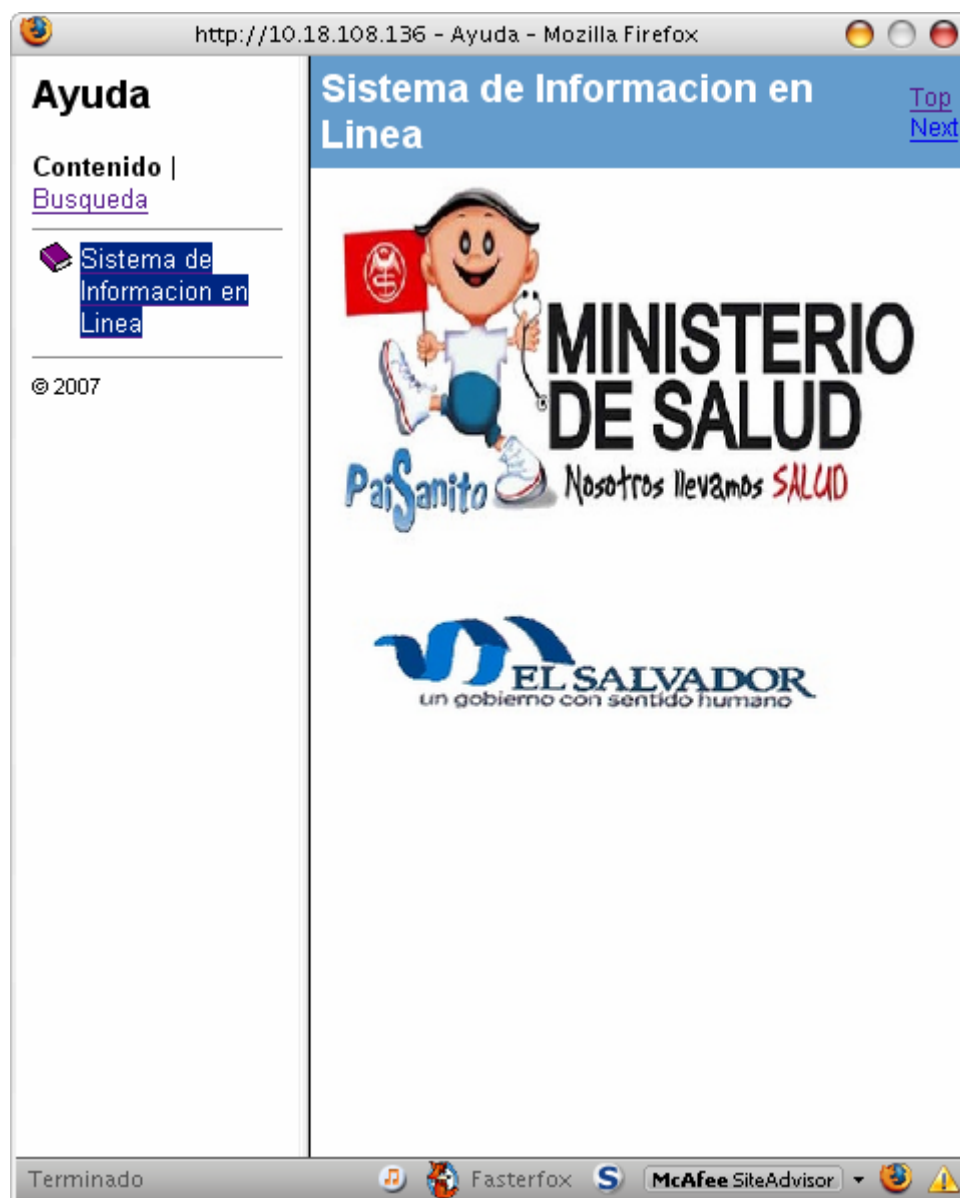 http://10.18.108.136 - Ayuda - Mozilla Firefox
Ayuda
Contenido |
Busqueda
Sistema de
Informacion en
Linea
© 2007
Sistema de Informacion en
Linea
Top
Next
MINISTERIO
DE SALUD
PaiSanito
Nosotros llevamos SALUD
EL SALVADOR
un gobierno con sentido humano
Terminado
Fasterfox
S
McAfee SiteAdvisor